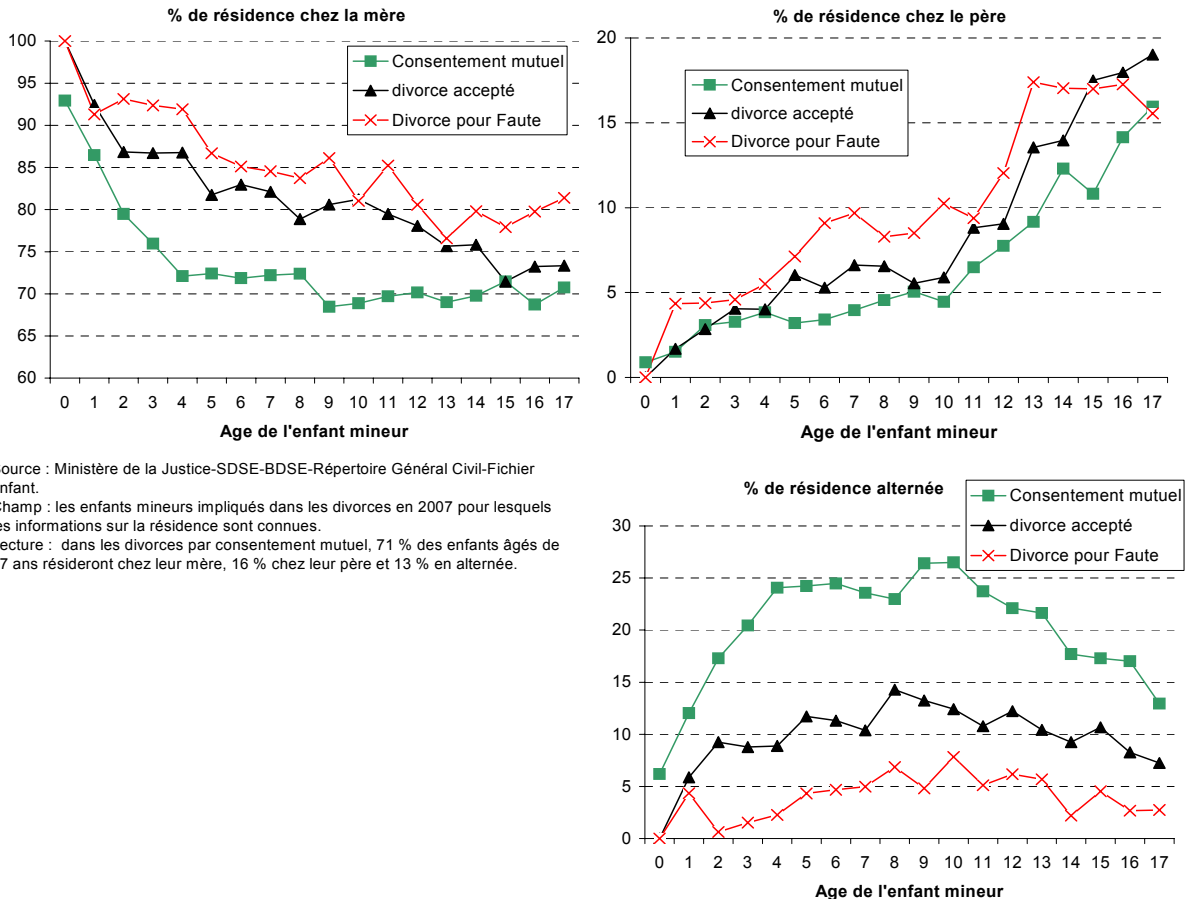 % de résidence chez la mère
100
95
90
85
80
75
70
65
60
Consentement mutuel
divorce accepté
Divorce pour Faute
0 1 2 3 4 5 6 7 8 9 10 11 12 13 14 15 16 17
Age de l'enfant mineur
% de résidence chez le père
20
15
10
5
0
Consentement mutuel
divorce accepté
Divorce pour Faute
0 1 2 3 4 5 6 7 8 9 10 11 12 13 14 15 16 17
Age de l'enfant mineur
ource : Ministère de la Justice-SDSE-BDSE-Répertoire Général Civil-Fichier
nfant.
hamp : les enfants mineurs impliqués dans les divorces en 2007 pour lesquels
es informations sur la résidence sont connues.
ecture : dans les divorces par consentement mutuel, 71 % des enfants âgés de
7 ans résideront chez leur mère, 16 % chez leur père et 13 % en alternée.
% de résidence alternée
Consentement mutuel
divorce accepté
Divorce pour Faute
30
25
20
15
10
5
0
0 1 2 3 4 5 6 7 8 9 10 11 12 13 14 15 16 17
Age de l'enfant mineur